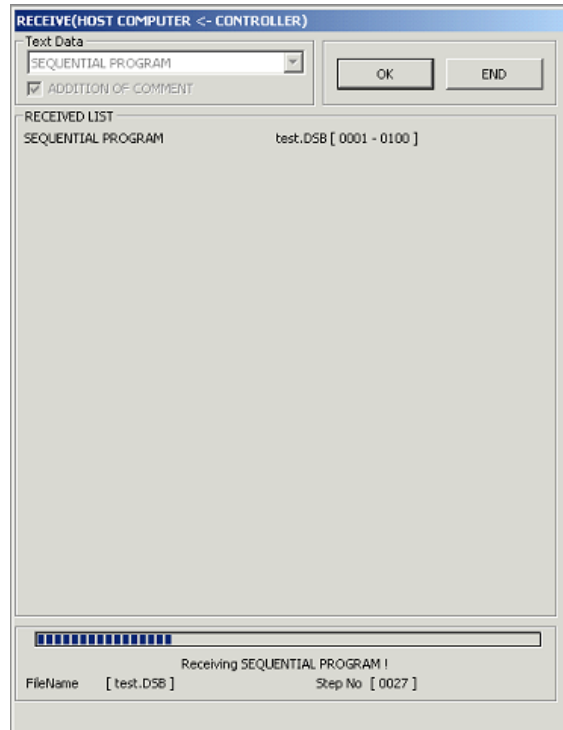 RECEIVE(HOST COMPUTER <- CONTROLLER)
Text Data
SEQUENTIAL PROGRAM
ADDITION OF COMMENT
OK
END
RECEIVED LIST
SEQUENTIAL PROGRAM test.DSB [ 0001 - 0100 ]
Receiving SEQUENTIAL PROGRAM !
FileName [ test.DSB ] Step No [ 0027 ]